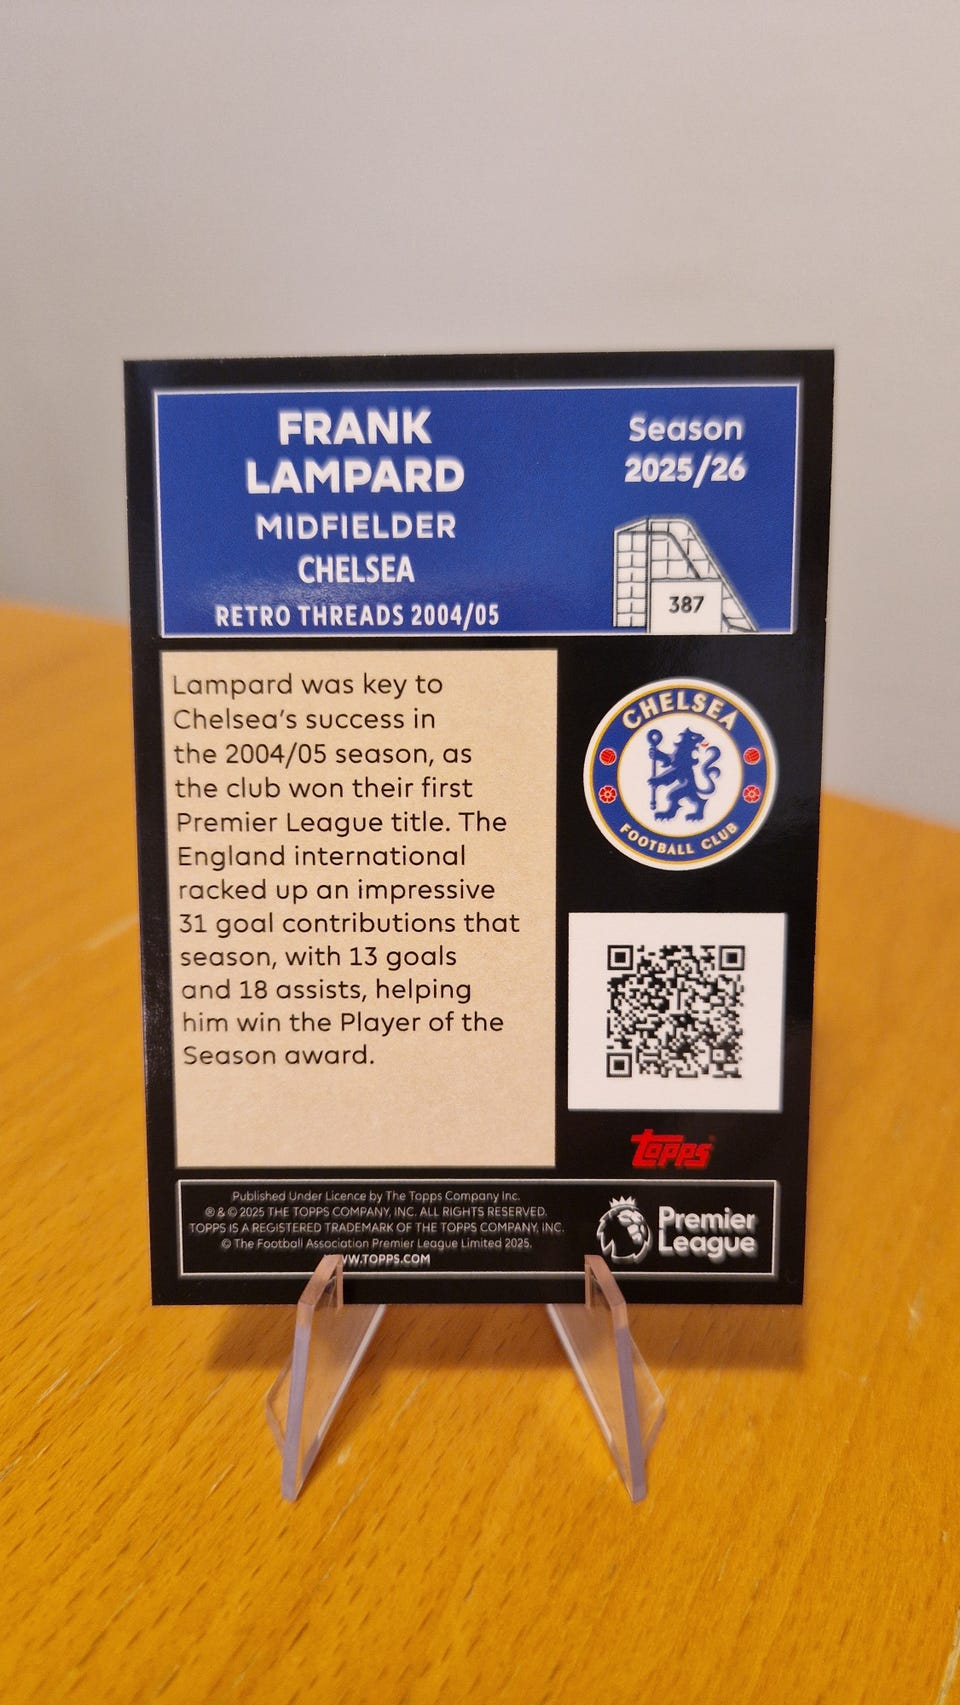 FRANK
LAMPARD
MIDFIELDER
CHELSEA
RETRO THREADS 2004/05
Season
2025/26
387
Lampard was key to
Chelsea's success in
the 2004/05 season, as
the club won their first
Premier League title. The
England international
racked up an impressive
31 goal contributions that
season, with 13 goals
and 18 assists, helping
him win the Player of the
Season award.
CHELSEA
FOOTBALL CLUB
topps
Published Under Licence by The Topps Company Inc.
® & © 2025 THE TOPPS COMPANY, INC. ALL RIGHTS RESERVED.
TOPPS IS A REGISTERED TRADEMARK OF THE TOPPS COMPANY, INC.
© The Football Association Premier League Limited 2025.
WWW.TOPPS.COM
Premier
League